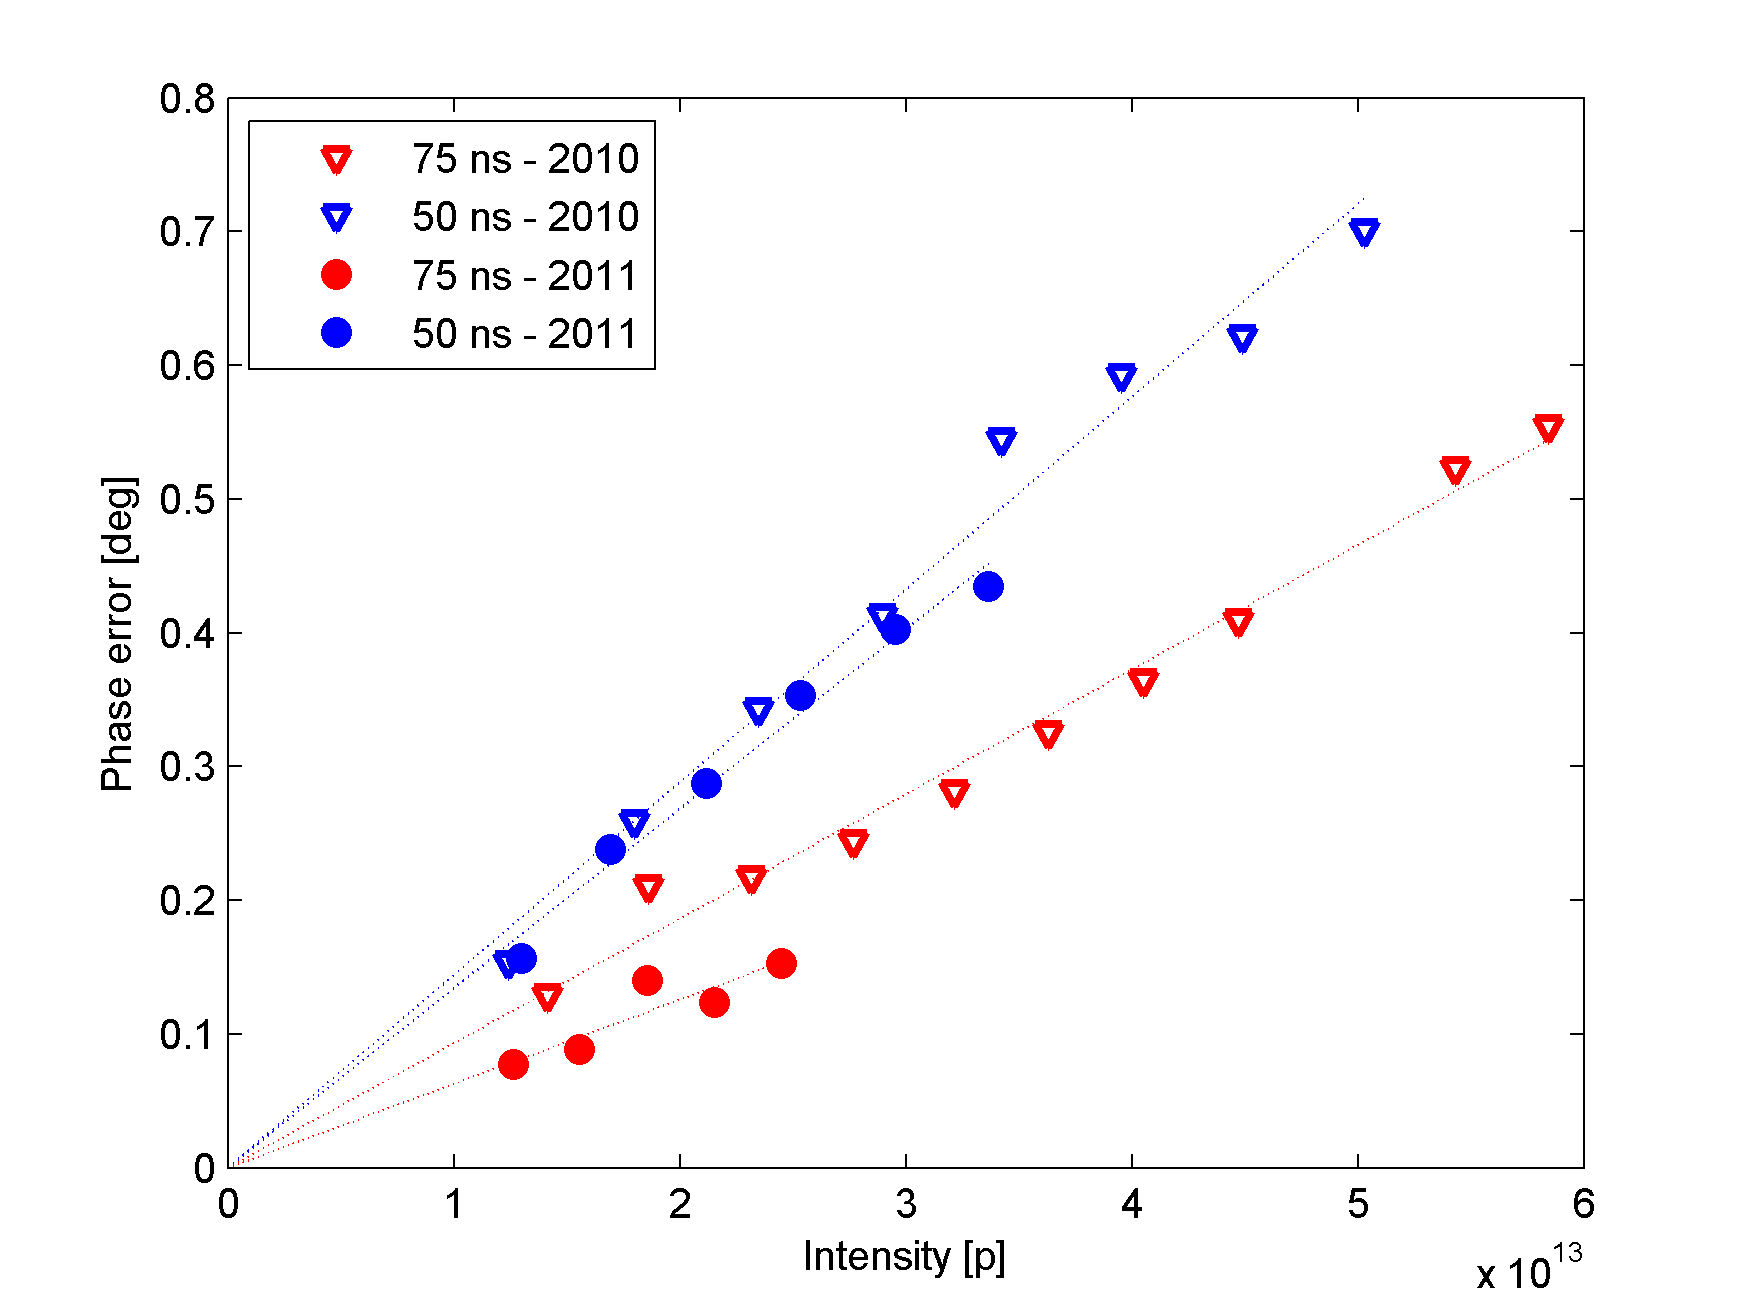 0.8
0.7
0.6
0.5
0.4
0.3
0.2
0.1
0
75 ns - 2010
50 ns - 2010
75 ns - 2011
50 ns - 2011
Phase error [deg]
0 1 2 3 4 5 6
Intensity [p]
x 10^13